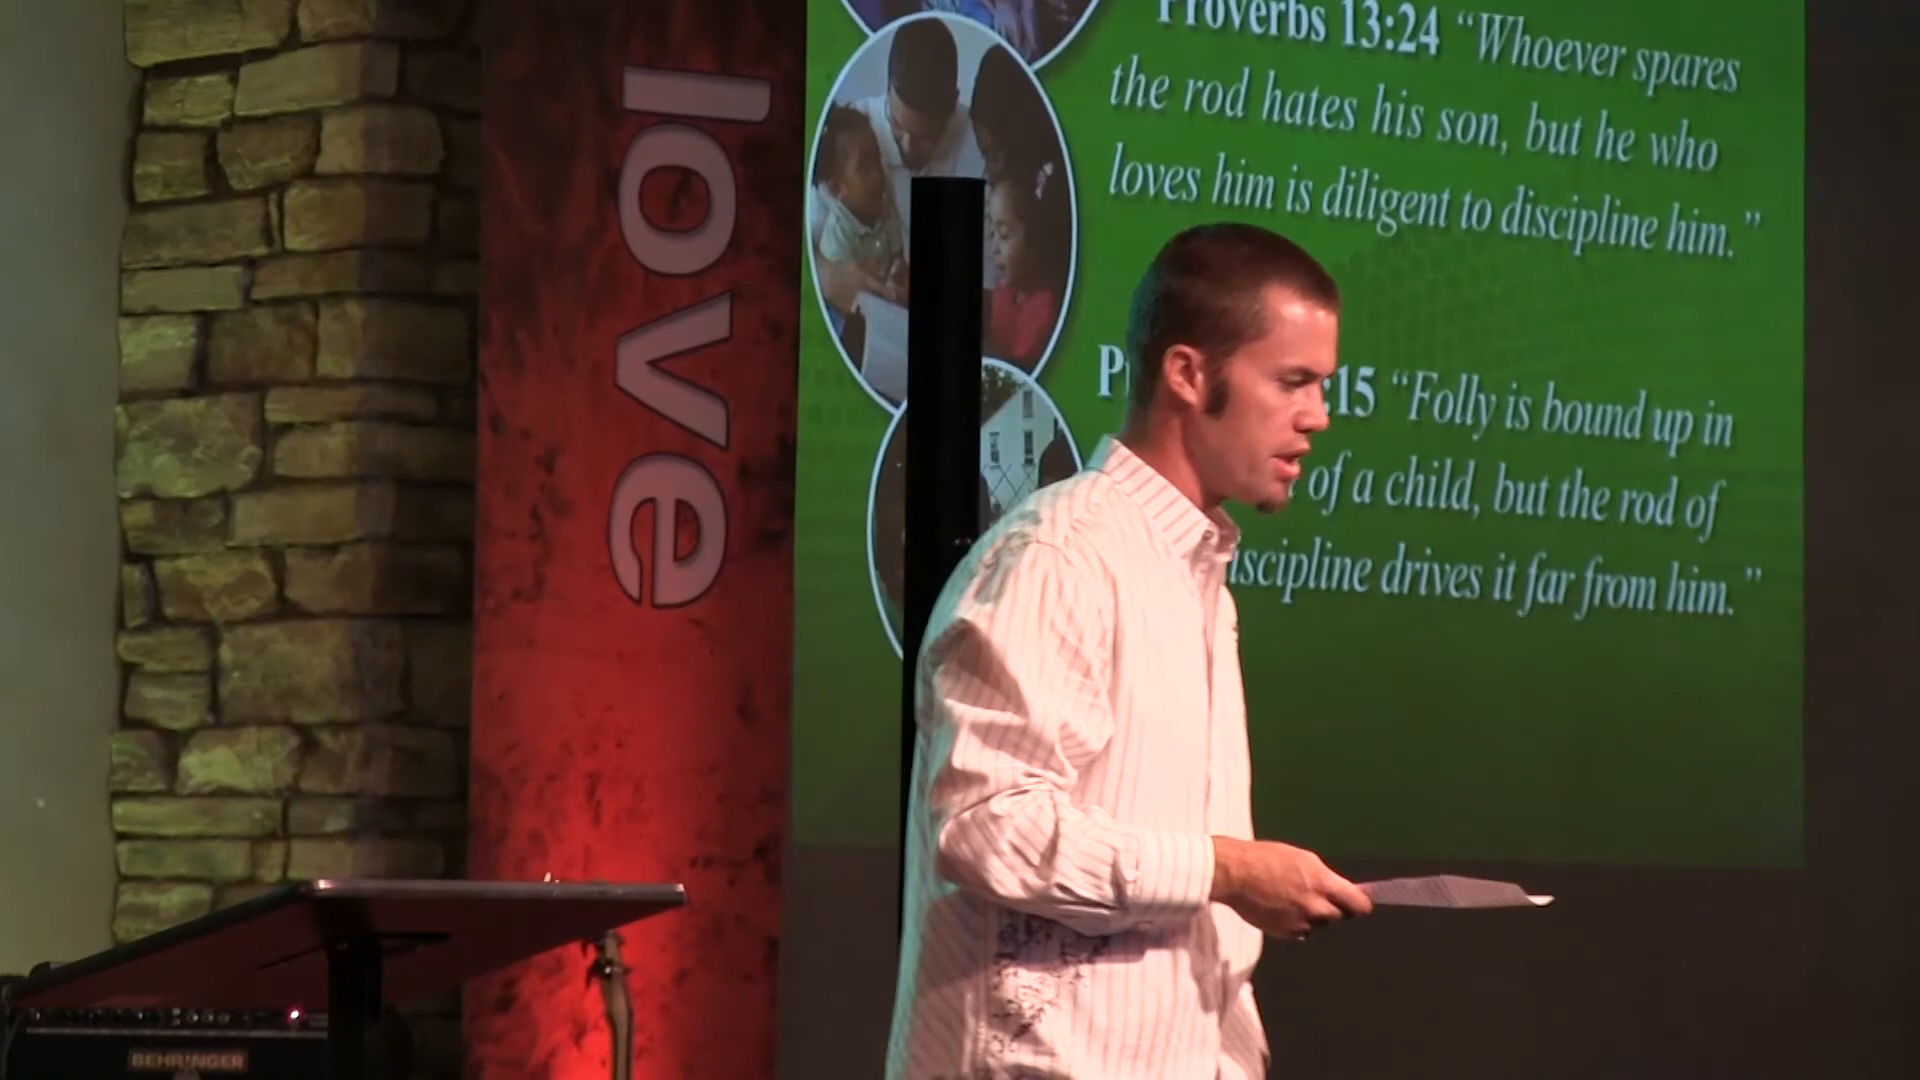 love
Proverbs 13:24 “Whoever spares
the rod hates his son, but he who
loves him is diligent to discipline him.”
:15 “Folly is bound up in
of a child, but the rod of
discipline drives it far from him.”
BEHRINGER